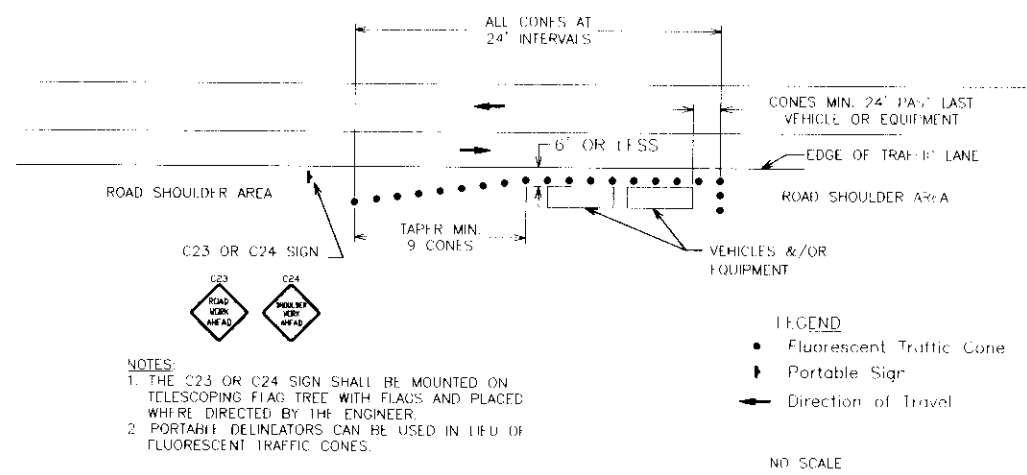 ALL CONES AT
24' INTERVALS
CONES MIN. 24' PAST LAST
VEHICLE OR EQUIPMENT
6' OR LESS
EDGE OF TRAFFIC LANE
ROAD SHOULDER AREA
ROAD SHOULDER AREA
TAPER MIN.
9 CONES
C23 OR C24 SIGN
VEHICLES &/OR
EQUIPMENT
C23
C24
ROAD
WORK
AHEAD
SHOULDER
WORK
AHEAD
LEGEND
Fluorescent Traffic Cone
Portable Sign
Direction of Travel
NOTES:
1. THE C23 OR C24 SIGN SHALL BE MOUNTED ON
TELESCOPING FLAG TREE WITH FLAGS AND PLACED
WHERE DIRECTED BY THE ENGINEER.
2 PORTABLE DELINEATORS CAN BE USED IN LIEU OF
FLUORESCENT TRAFFIC CONES.
NO SCALE